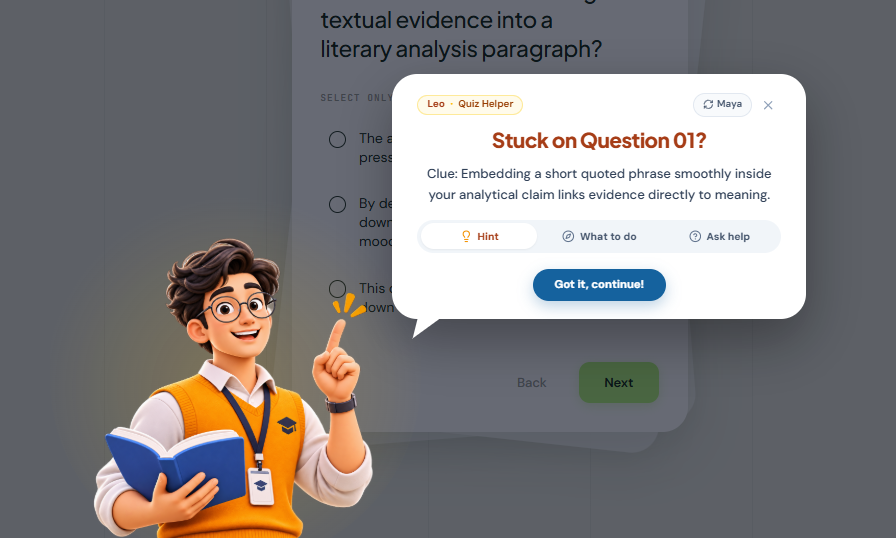 textual evidence into a
literary analysis paragraph?
SELECT ONLY
Leo · Quiz Helper
Maya
Stuck on Question 01?
Clue: Embedding a short quoted phrase smoothly inside
your analytical claim links evidence directly to meaning.
Hint
What to do
Ask help
Got it, continue!
The a
press
By de
down
mood
This c
down
Back
Next